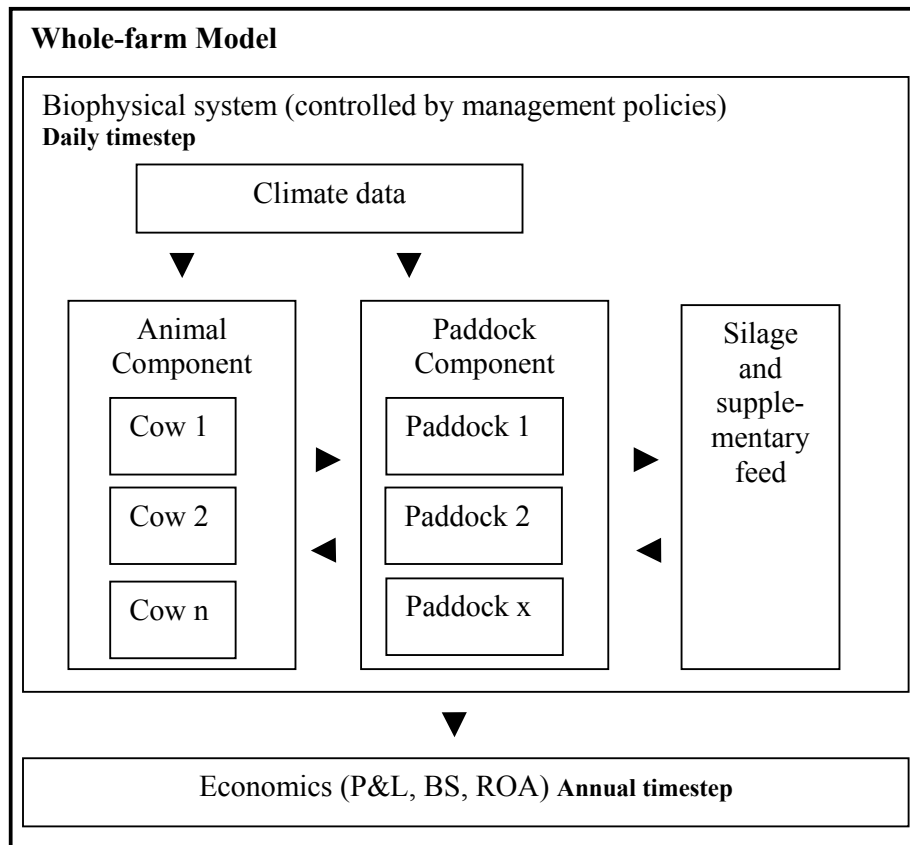 Whole-farm Model
Biophysical system (controlled by management policies)
Daily timestep
Climate data
Animal
Component
Cow 1
Cow 2
Cow n
Paddock
Component
Paddock 1
Paddock 2
Paddock x
Silage
and
supple-
mentary
feed
Economics (P&L, BS, ROA) Annual timestep